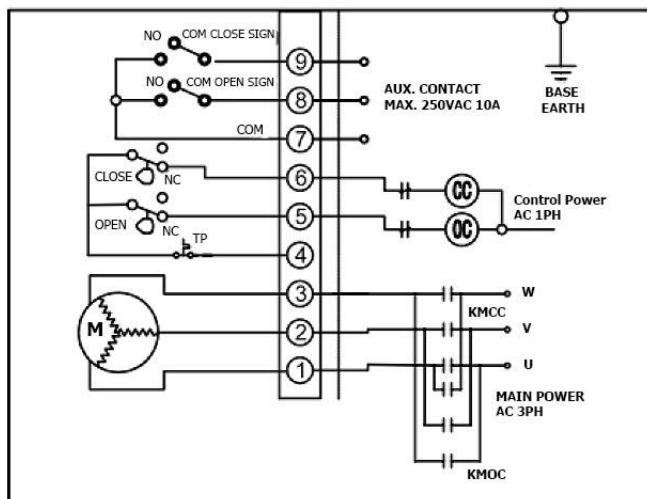 NO
COM CLOSE SIGN
9
NO
COM OPEN SIGN
8
AUX. CONTACT
MAX. 250VAC 10A
BASE
EARTH
COM
7
CLOSE
NC
6
CC
Control Power
AC 1PH
OPEN
NC
5
OC
TP
4
M
3
W
KMCC
2
V
1
U
MAIN POWER
AC 3PH
KMOC